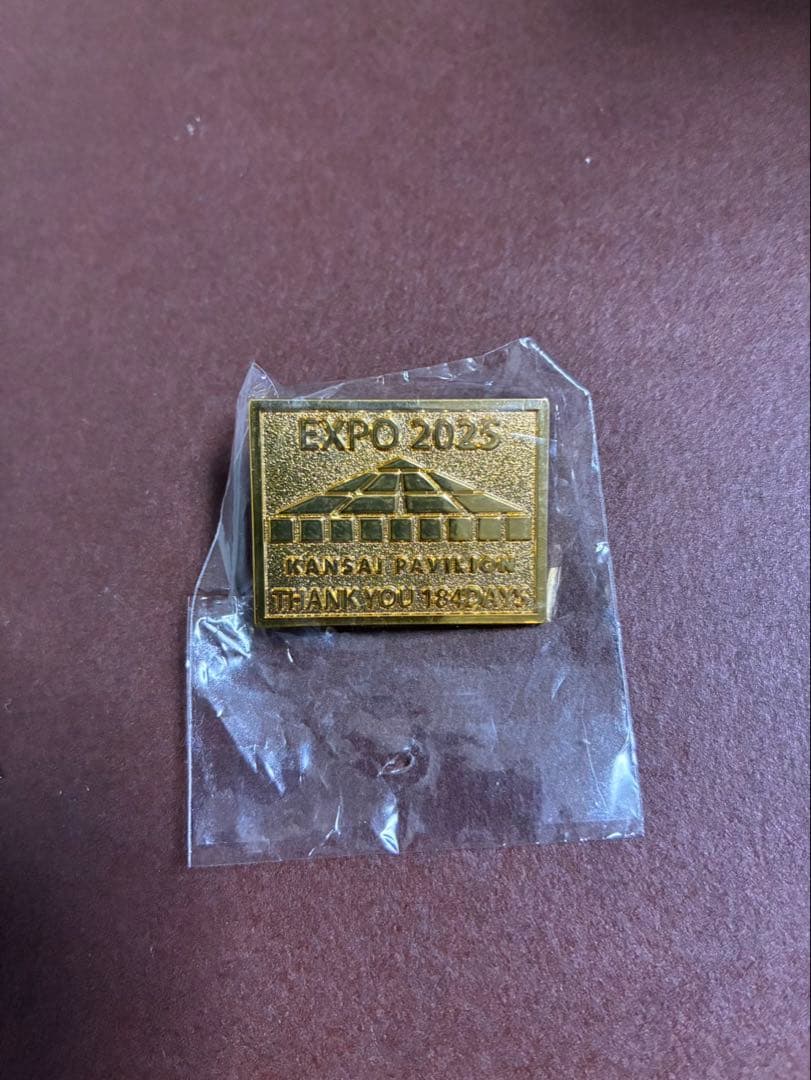 EXPO 2025
KANSAI PAVILION
THANK YOU 184DAYS